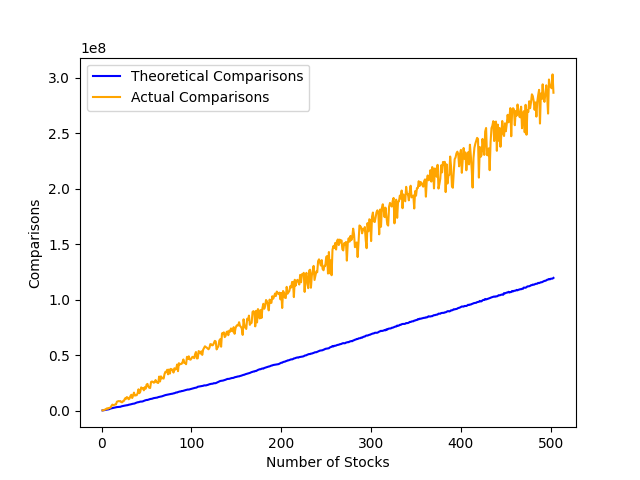 1e8
Theoretical Comparisons
Actual Comparisons
3.0
2.5
2.0
1.5
1.0
0.5
0.0
Comparisons
0 100 200 300 400 500
Number of Stocks